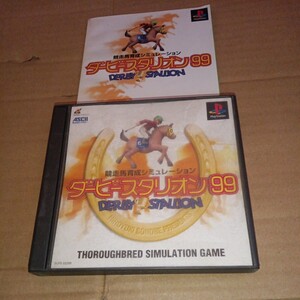 競走馬育成シミュレーション
ダービースタリオン99
DERBY STALLION
PlayStation
ASCII
競走馬育成シミュレーション
ダービースタリオン99
DERBY STALLION
PlayStation
THOROUGHBRED SIMULATION GAME